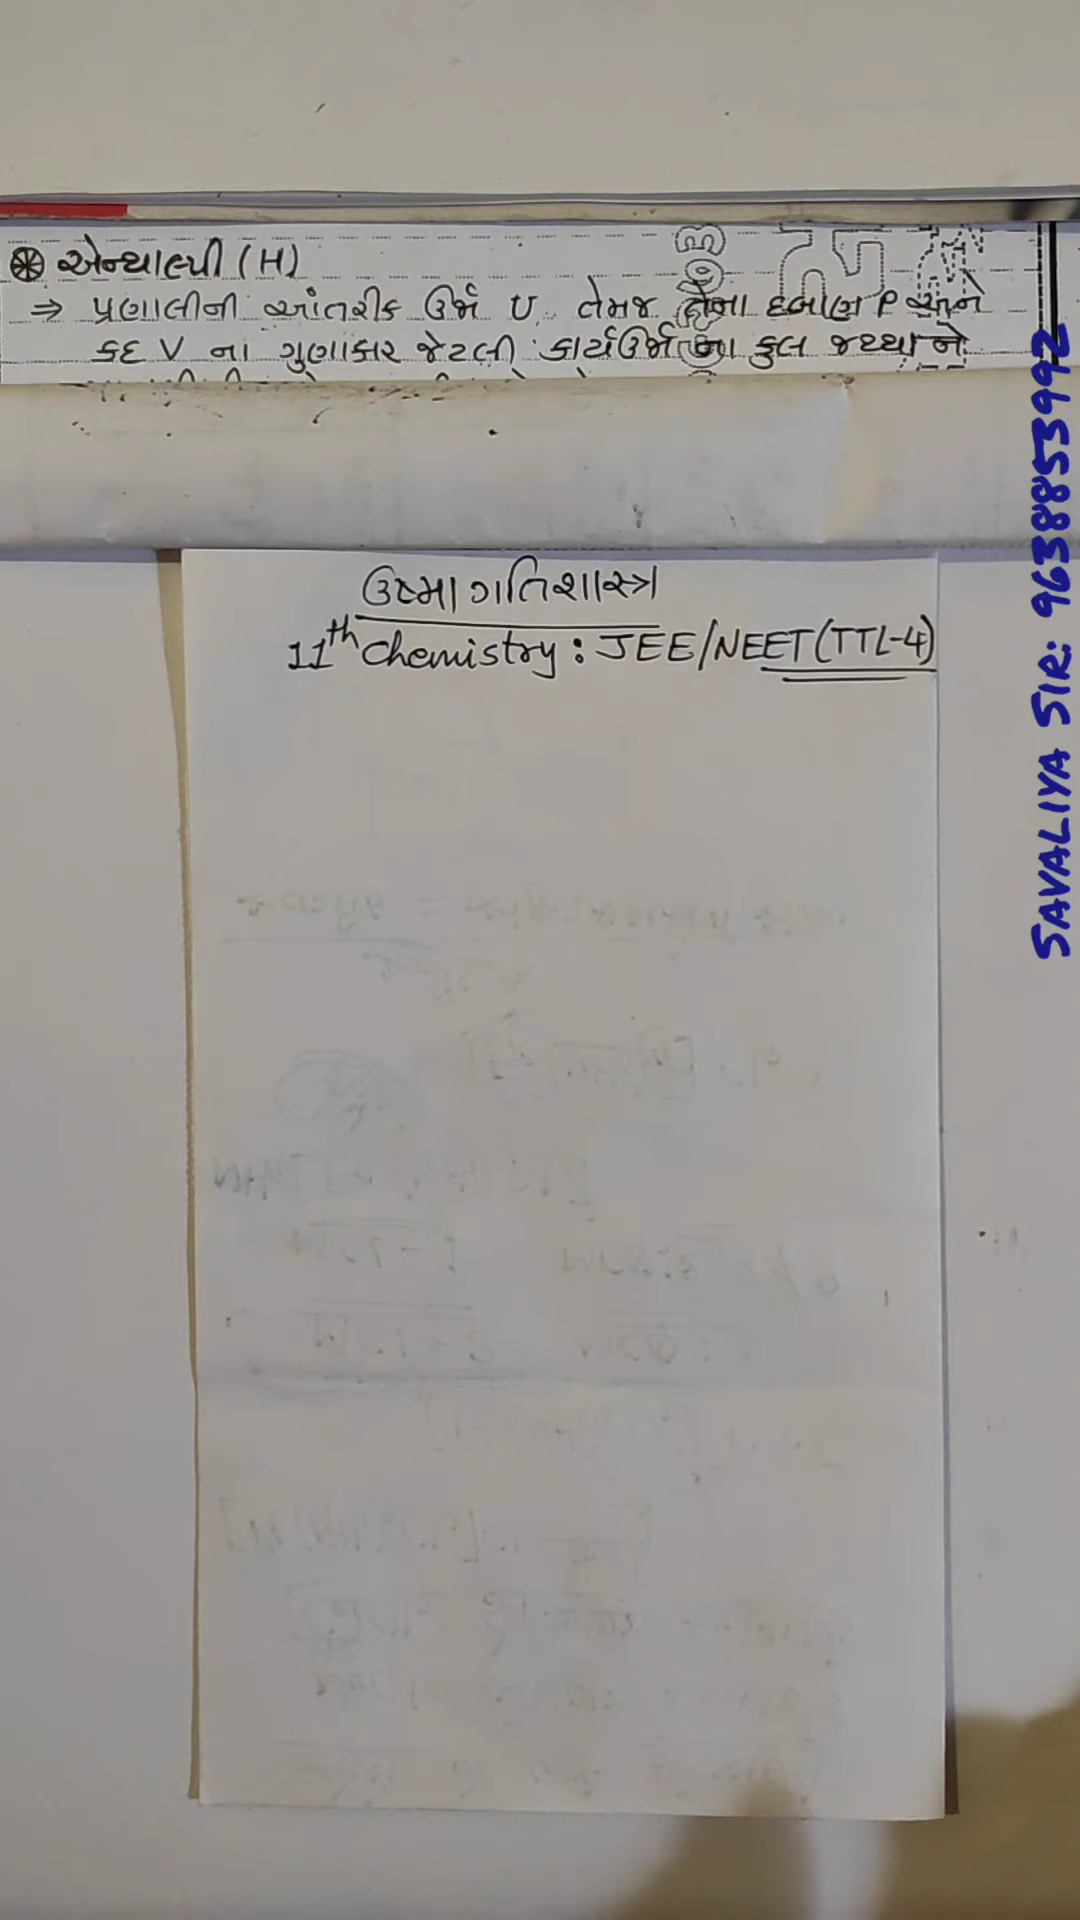 એન્થાલ્પી (H)
⇒ પ્રણાલીની આંતરીક ઉર્જા U તેમજ તેના દબાણ P અને
કદ V ના ગુણાકાર જેટલી કાર્યઉર્જા ના કુલ જથ્થાને
ઉષ્માગતિશાસ્ત્ર
11th Chemistry : JEE/NEET (TTL-4)
SAVALIYA SIR: 9638853992